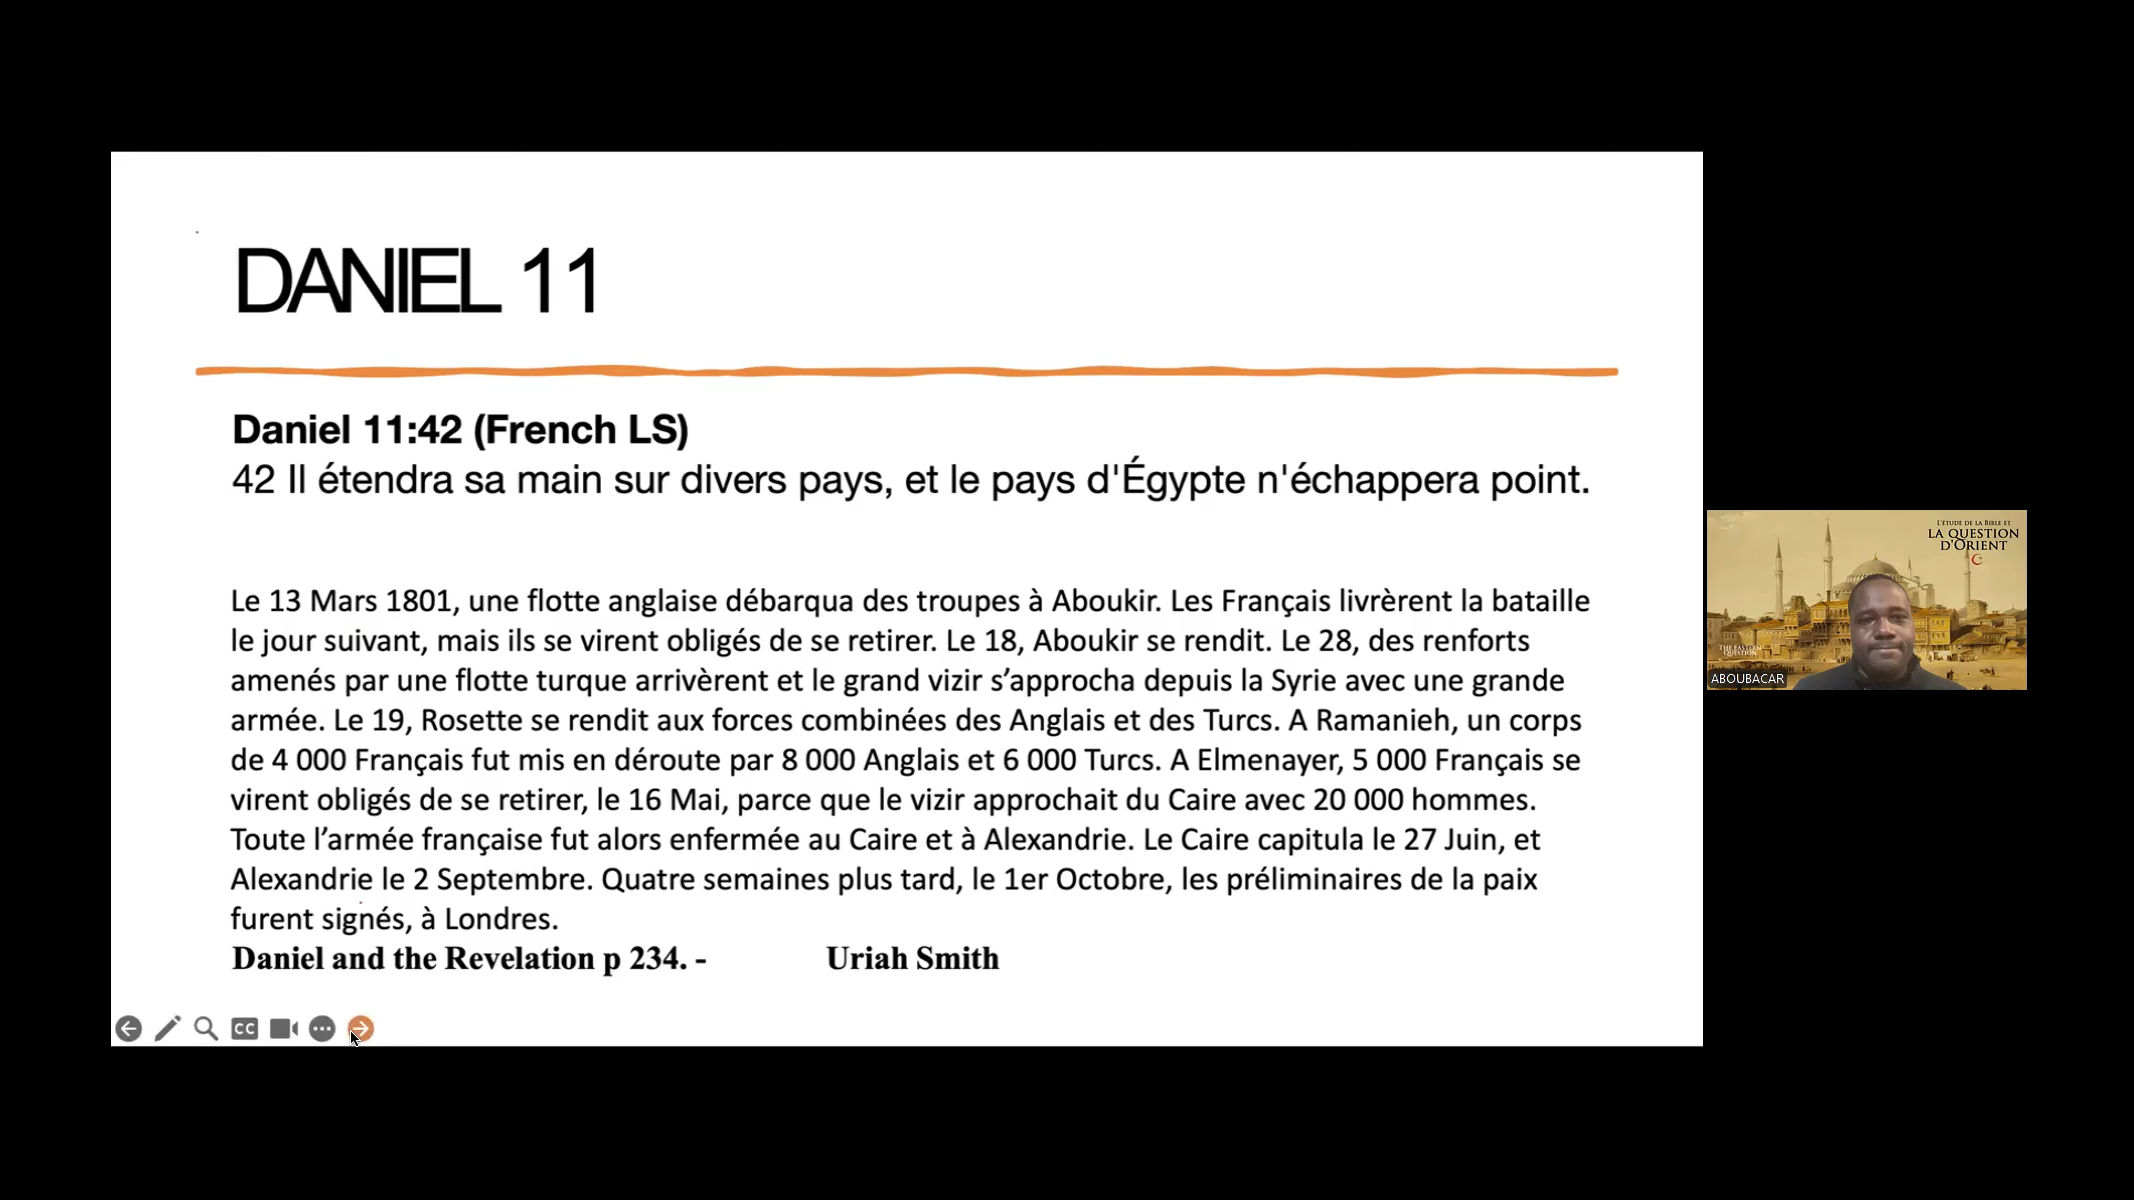 DANIEL 11
Daniel 11:42 (French LS)
42 Il étendra sa main sur divers pays, et le pays d'Égypte n'échappera point.
Le 13 Mars 1801, une flotte anglaise débarqua des troupes à Aboukir. Les Français livrèrent la bataille
le jour suivant, mais ils se virent obligés de se retirer. Le 18, Aboukir se rendit. Le 28, des renforts
amenés par une flotte turque arrivèrent et le grand vizir s’approcha depuis la Syrie avec une grande
armée. Le 19, Rosette se rendit aux forces combinées des Anglais et des Turcs. A Ramanieh, un corps
de 4 000 Français fut mis en déroute par 8 000 Anglais et 6 000 Turcs. A Elmenayer, 5 000 Français se
virent obligés de se retirer, le 16 Mai, parce que le vizir approchait du Caire avec 20 000 hommes.
Toute l’armée française fut alors enfermée au Caire et à Alexandrie. Le Caire capitula le 27 Juin, et
Alexandrie le 2 Septembre. Quatre semaines plus tard, le 1er Octobre, les préliminaires de la paix
furent signés, à Londres.
Daniel and the Revelation p 234. - Uriah Smith
CC
L'ÉTUDE DE LA BIBLE ET
LA QUESTION
D'ORIENT
THE EASTERN
QUESTION
ABOUBACAR